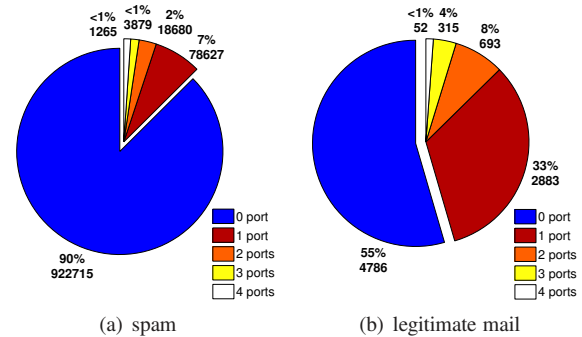 <1%
1265
<1%
3879
2%
18680
7%
78627
90%
922715
0 port
1 port
2 ports
3 ports
4 ports
(a) spam
<1%
52
4%
315
8%
693
33%
2883
55%
4786
0 port
1 port
2 ports
3 ports
4 ports
(b) legitimate mail